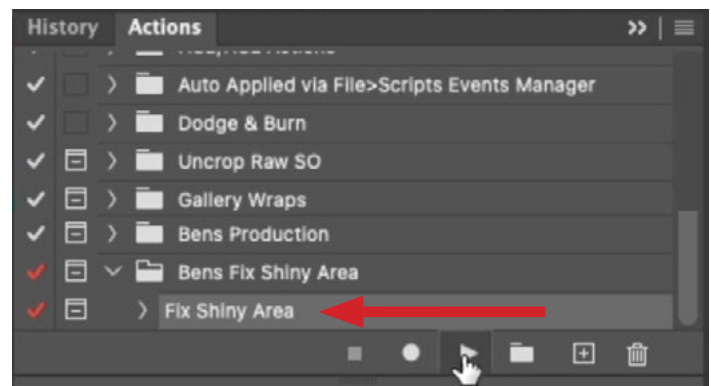 History Actions
Auto Applied via File>Scripts Events Manager
Dodge & Burn
Uncrop Raw SO
Gallery Wraps
Bens Production
Bens Fix Shiny Area
Fix Shiny Area